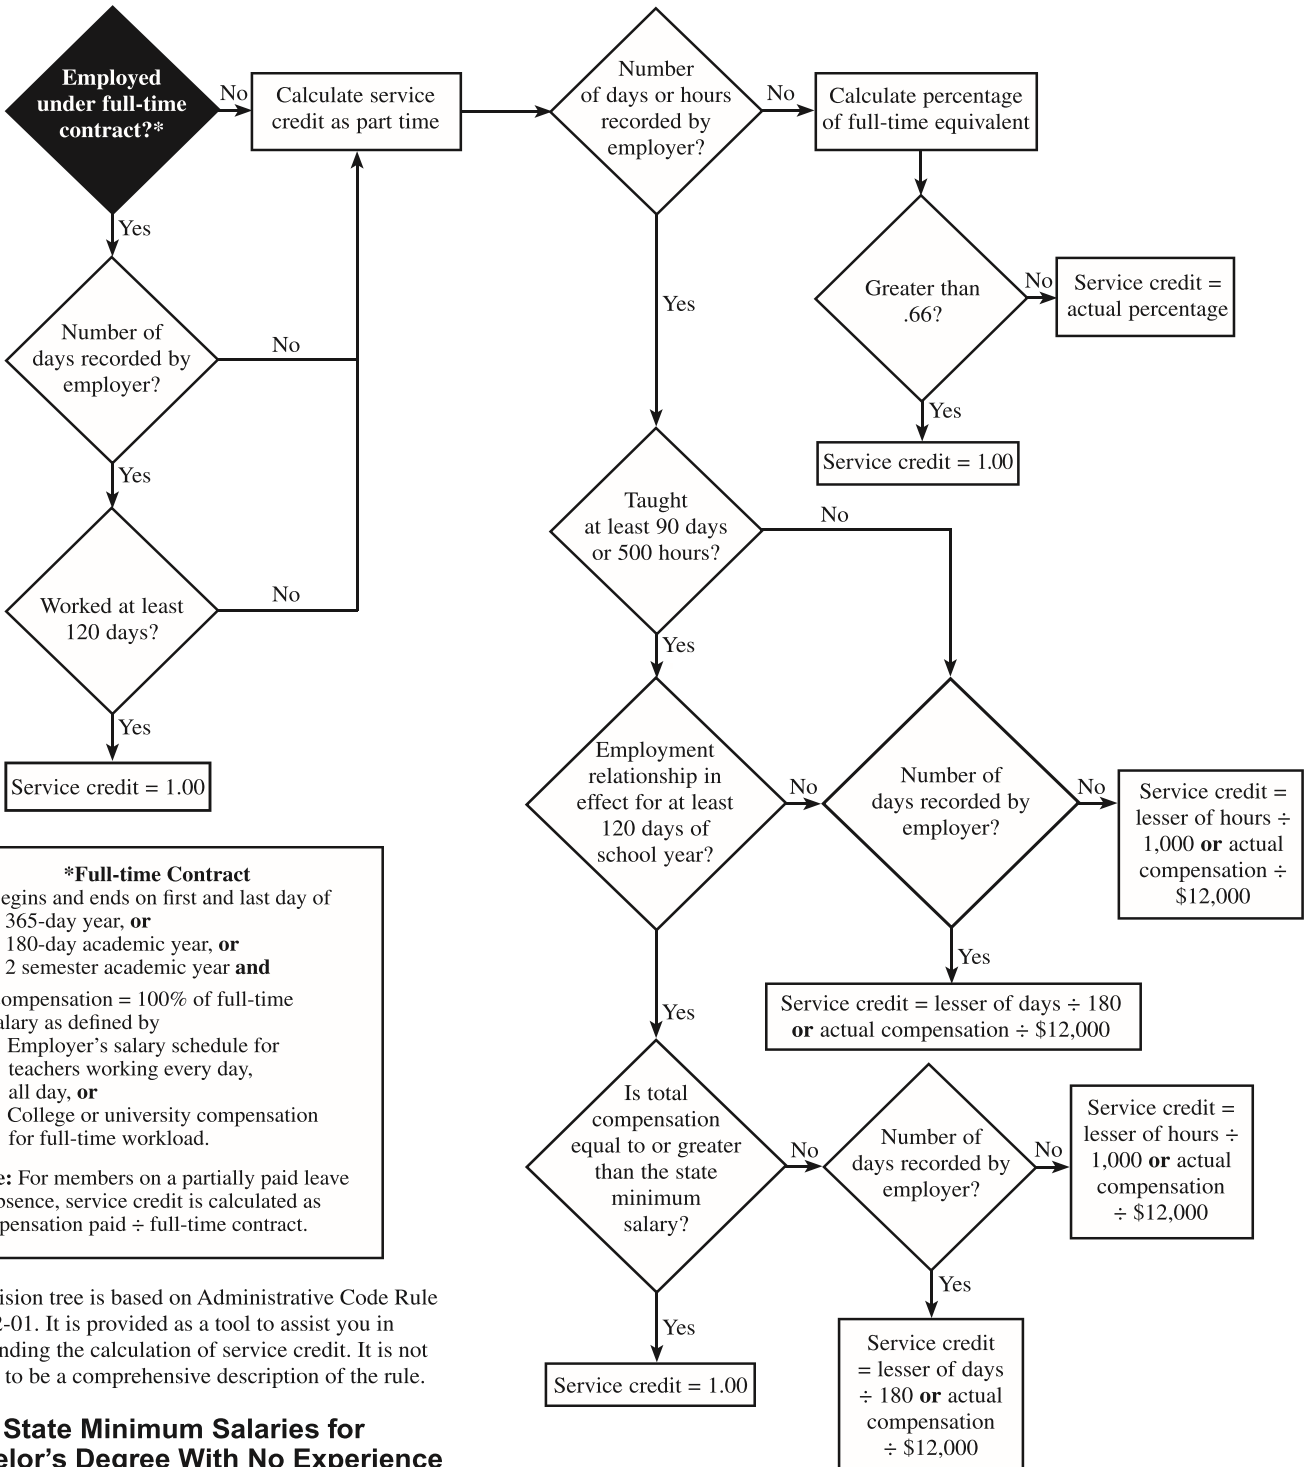 Employed
under full-time
contract?*
No
Calculate service
credit as part time
Number
of days or hours
recorded by
employer?
No
Calculate percentage
of full-time equivalent
Yes
Number of
days recorded by
employer?
No
Yes
Greater than
.66?
No
Service credit =
actual percentage
Yes
Service credit = 1.00
Yes
Worked at least
120 days?
No
Yes
Service credit = 1.00
Taught
at least 90 days
or 500 hours?
No
Yes
Employment
relationship in
effect for at least
120 days of
school year?
No
Number of
days recorded by
employer?
No
Service credit =
lesser of hours ÷
1,000 or actual
compensation ÷
$12,000
Yes
Service credit = lesser of days ÷ 180
or actual compensation ÷ $12,000
Yes
Is total
compensation
equal to or greater
than the state
minimum
salary?
No
Number of
days recorded by
employer?
No
Service credit =
lesser of hours ÷
1,000 or actual
compensation
÷ $12,000
Yes
Service credit = 1.00
Yes
Service credit
= lesser of days
÷ 180 or actual
compensation
÷ $12,000
*Full-time Contract
egins and ends on first and last day of
365-day year, or
180-day academic year, or
2 semester academic year and
ompensation = 100% of full-time
alary as defined by
Employer’s salary schedule for
teachers working every day,
all day, or
College or university compensation
for full-time workload.
e: For members on a partially paid leave
bsence, service credit is calculated as
pensation paid ÷ full-time contract.
ision tree is based on Administrative Code Rule
2-01. It is provided as a tool to assist you in
nding the calculation of service credit. It is not
to be a comprehensive description of the rule.
State Minimum Salaries for
elor’s Degree With No Experience